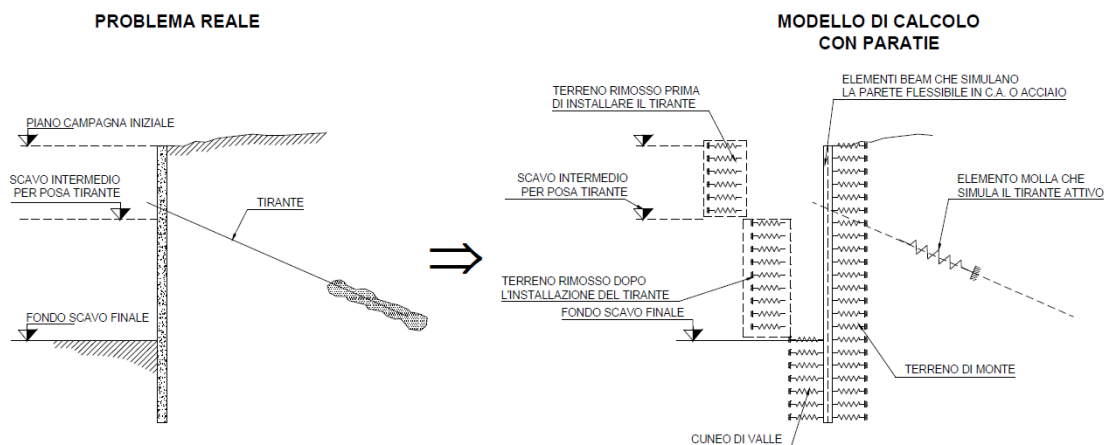 PROBLEMA REALE
PIANO CAMPAGNA INIZIALE
SCAVO INTERMEDIO
PER POSA TIRANTE
TIRANTE
FONDO SCAVO FINALE
MODELLO DI CALCOLO
CON PARATIE
ELEMENTI BEAM CHE SIMULANO
LA PARETE FLESSIBILE IN C.A. O ACCIAIO
TERRENO RIMOSSO PRIMA
DI INSTALLARE IL TIRANTE
SCAVO INTERMEDIO
PER POSA TIRANTE
ELEMENTO MOLLA CHE
SIMULA IL TIRANTE ATTIVO
TERRENO RIMOSSO DOPO
L'INSTALLAZIONE DEL TIRANTE
FONDO SCAVO FINALE
TERRENO DI MONTE
CUNEO DI VALLE